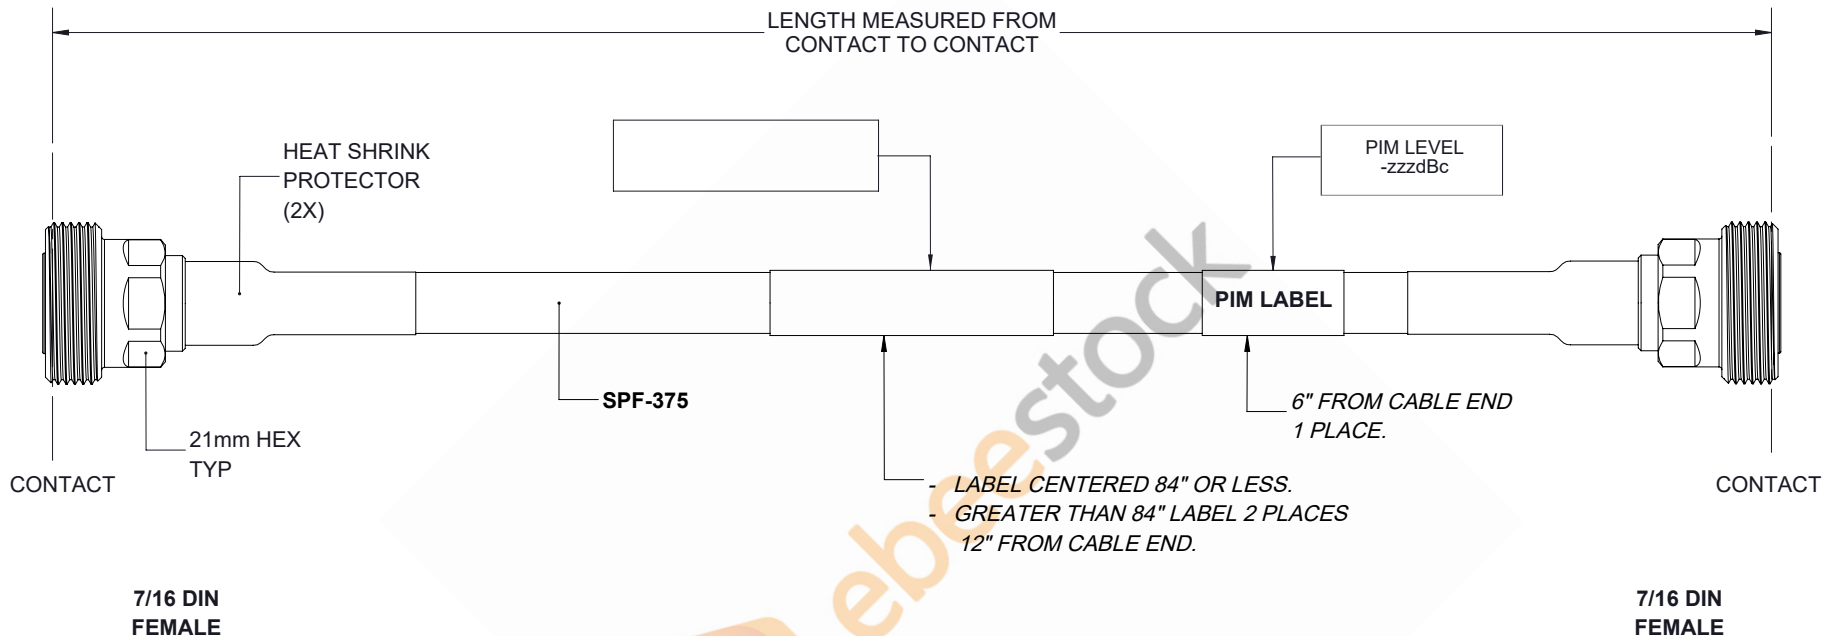 LENGTH MEASURED FROM
CONTACT TO CONTACT
HEAT SHRINK
PROTECTOR
(2X)
PIM LEVEL
-zzzdBc
PIM LABEL
SPF-375
6" FROM CABLE END
1 PLACE.
21mm HEX
TYP
CONTACT
CONTACT
- LABEL CENTERED 84" OR LESS.
- GREATER THAN 84" LABEL 2 PLACES
12" FROM CABLE END.
7/16 DIN
FEMALE
7/16 DIN
FEMALE
ebeestock